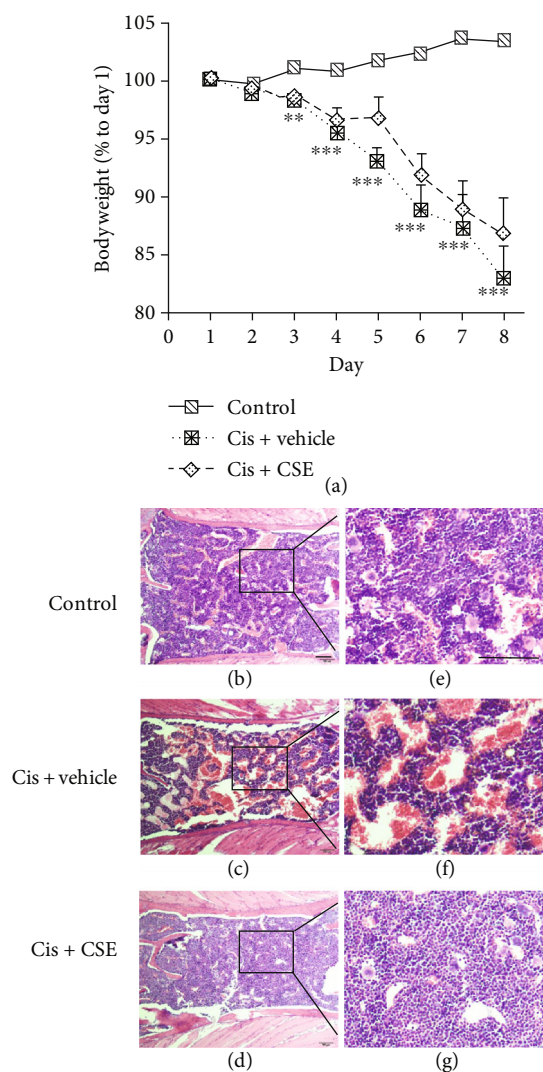 105
100
95
90
85
80
Bodyweight (% to day 1)
**
***
***
***
***
***
0 1 2 3 4 5 6 7 8
Day
Control
Cis + vehicle
Cis + CSE
(a)
Control
(b) (e)
Cis + vehicle
(c) (f)
Cis + CSE
(d) (g)